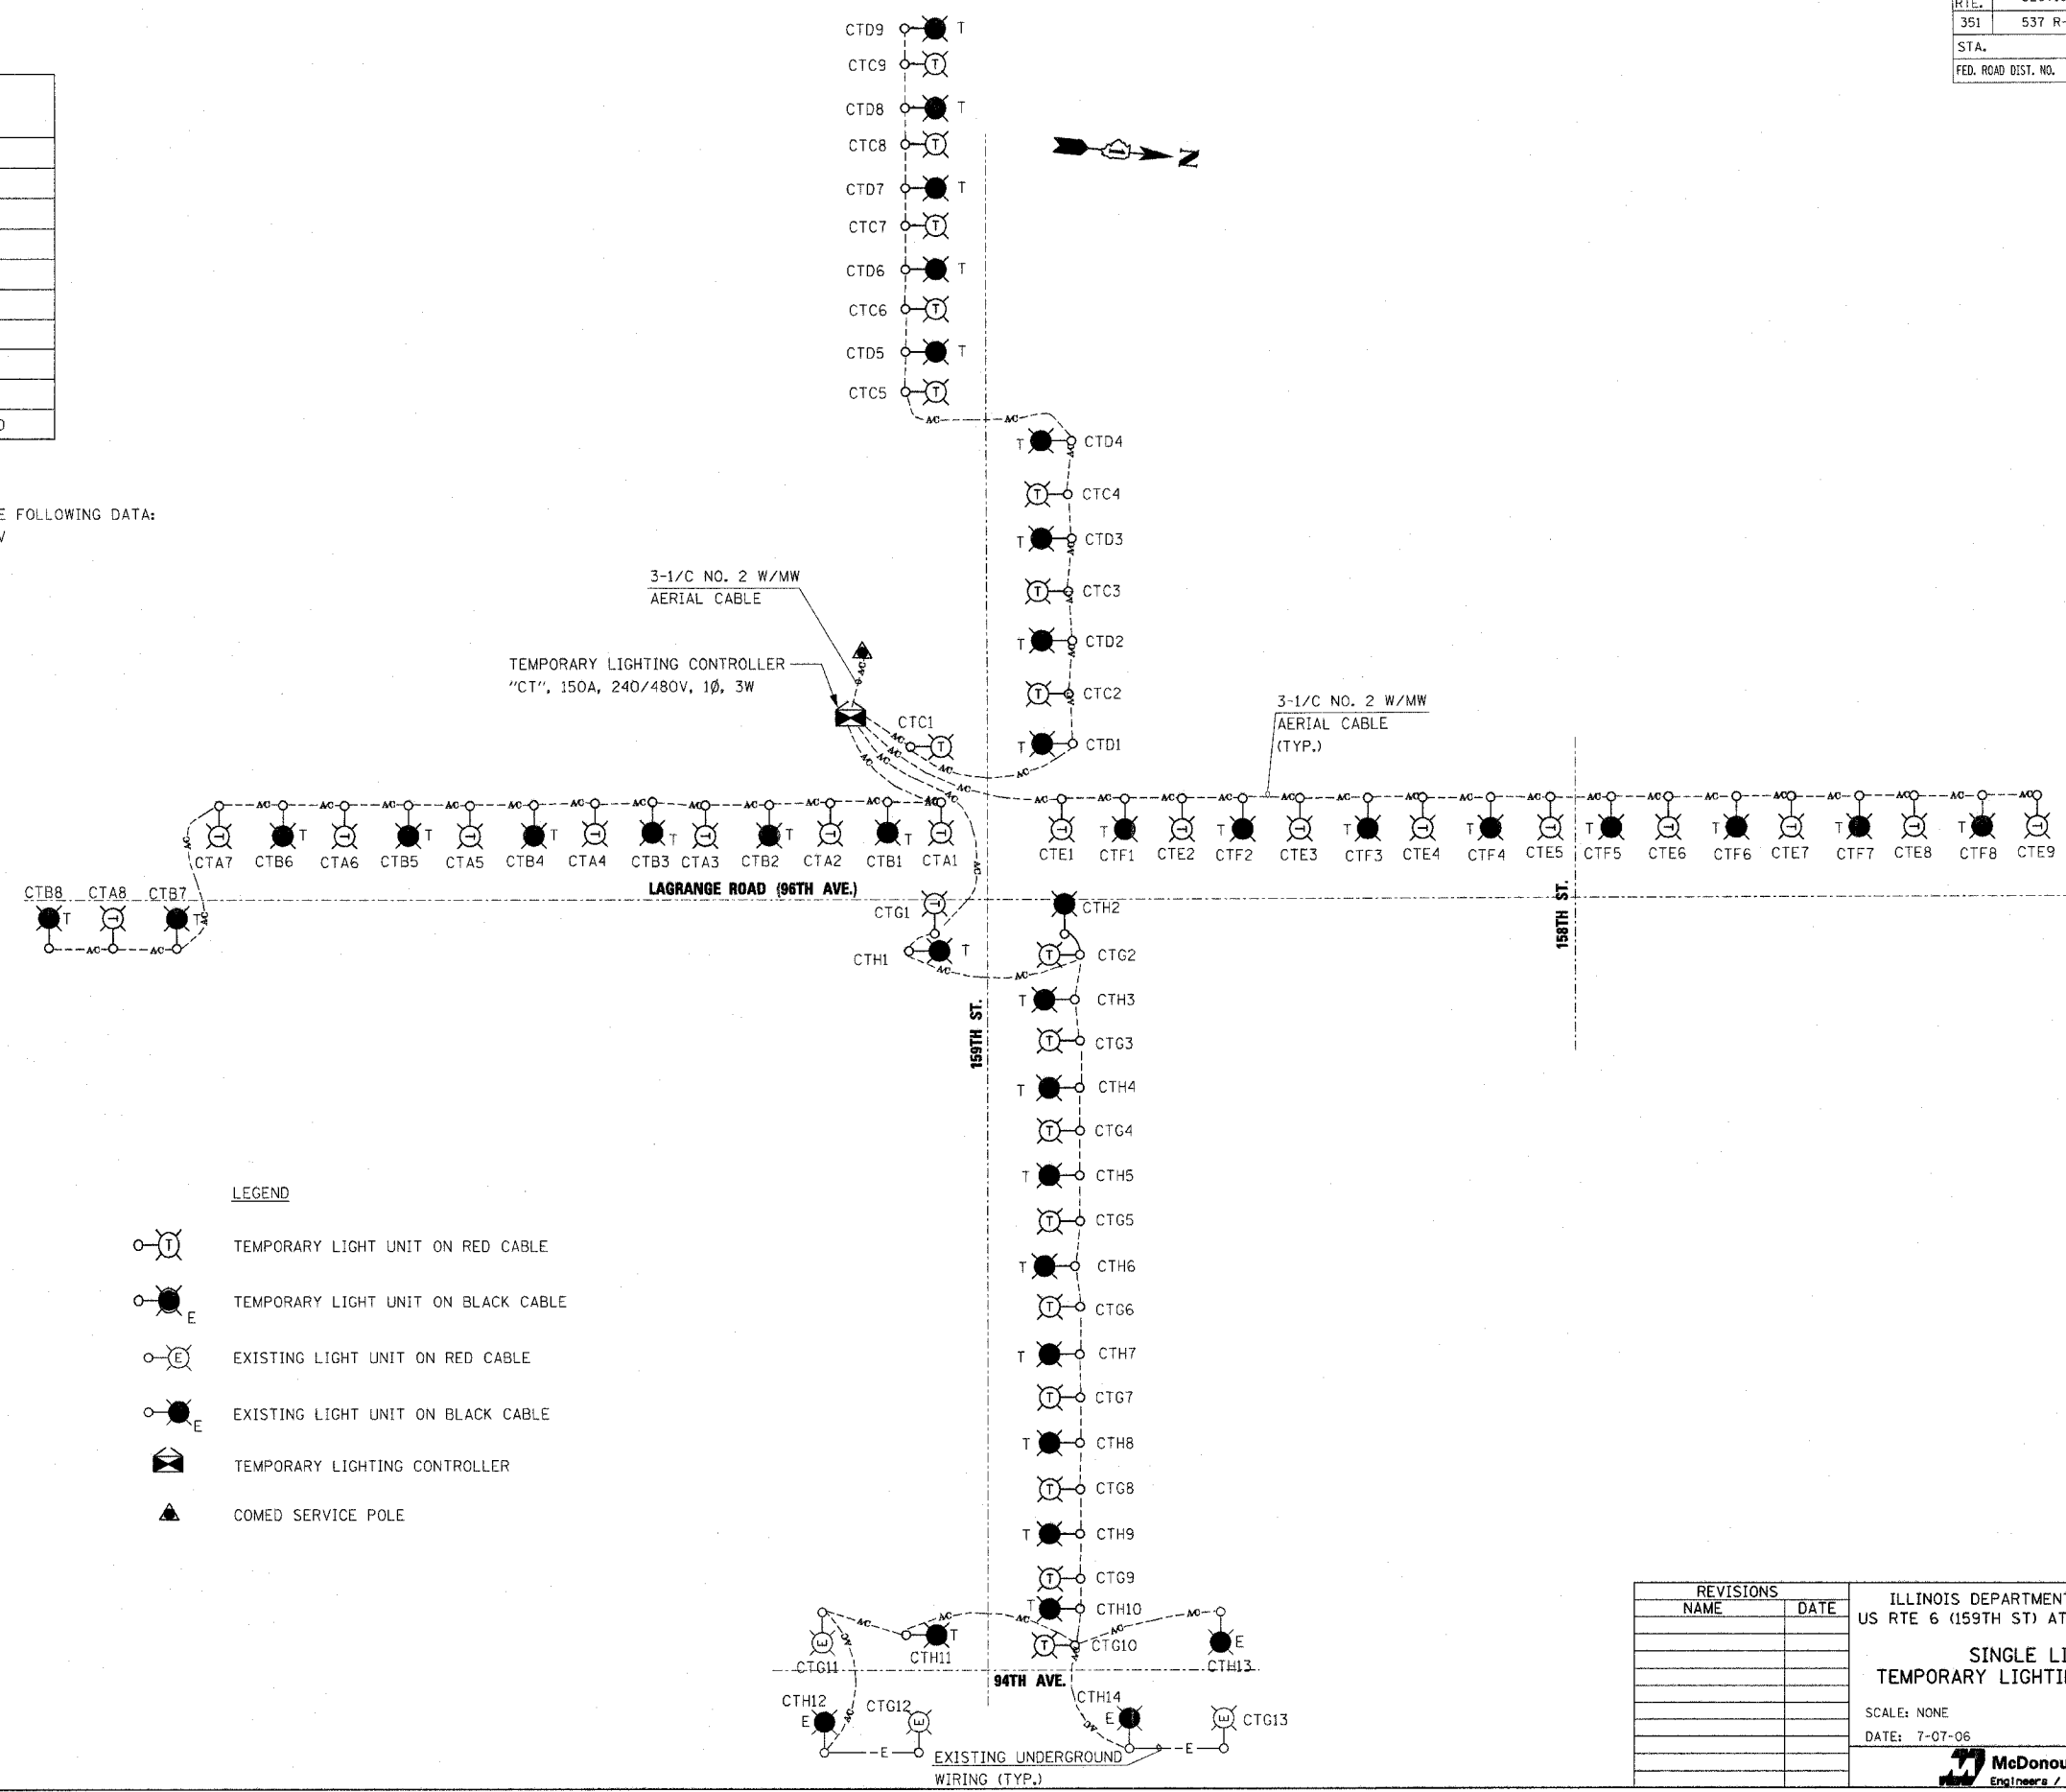 RTE.
351 537 R-
STA.
FED. ROAD DIST. NO.
CTD9 T
CTC9 T
CTD8 T
CTC8 T
CTD7 T
CTC7 T
CTD6 T
CTC6 T
CTD5 T
CTC5 T
N
AC AC
T CTD4
T CTC4
T CTD3
T CTC3
T CTD2
T CTC2
T CTD1
E FOLLOWING DATA:
3-1/C NO. 2 W/MW
AERIAL CABLE
TEMPORARY LIGHTING CONTROLLER
"CT", 150A, 240/480V, 1Ø, 3W
CTC1 T
3-1/C NO. 2 W/MW
AERIAL CABLE
(TYP.)
CTA7 CTB6 CTA6 CTB5 CTA5 CTB4 CTA4 CTB3 CTA3 CTB2 CTA2 CTB1 CTA1
CTE1 CTF1 CTE2 CTF2 CTE3 CTF3 CTE4 CTF4 CTE5 CTF5 CTE6 CTF6 CTE7 CTF7 CTE8 CTF8 CTE9
CTB8 CTA8 CTB7
LAGRANGE ROAD (96TH AVE.)
158TH ST.
159TH ST.
CTG1
CTH2
CTH1 T
T CTG2
T CTH3
T CTG3
T CTH4
T CTG4
T CTH5
T CTG5
T CTH6
T CTG6
T CTH7
T CTG7
T CTH8
T CTG8
T CTH9
T CTG9
T CTH10
T CTG10
CTG11 CTH11 T
CTH13 E
94TH AVE.
CTH12 E CTG12 E
CTH14 E CTG13 E
E E
EXISTING UNDERGROUND
WIRING (TYP.)
LEGEND
T TEMPORARY LIGHT UNIT ON RED CABLE
E TEMPORARY LIGHT UNIT ON BLACK CABLE
E EXISTING LIGHT UNIT ON RED CABLE
E EXISTING LIGHT UNIT ON BLACK CABLE
TEMPORARY LIGHTING CONTROLLER
COMED SERVICE POLE
REVISIONS
NAME DATE
ILLINOIS DEPARTMENT
US RTE 6 (159TH ST) AT
SINGLE LI
TEMPORARY LIGHTI
SCALE: NONE
DATE: 7-07-06
McDonou
Engineers /